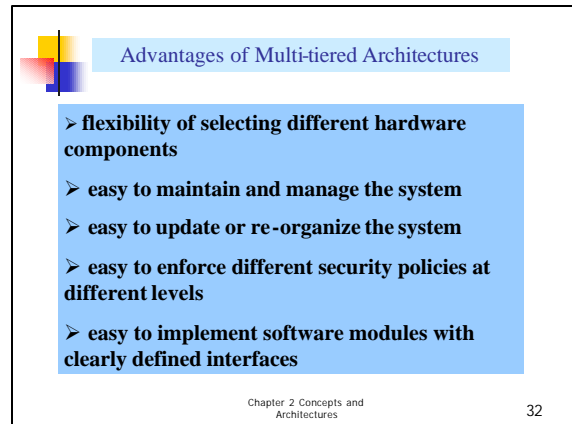 Advantages of Multi-tiered Architectures
➢ flexibility of selecting different hardware
components
➢ easy to maintain and manage the system
➢ easy to update or re-organize the system
➢ easy to enforce different security policies at
different levels
➢ easy to implement software modules with
clearly defined interfaces
Chapter 2 Concepts and
Architectures
32